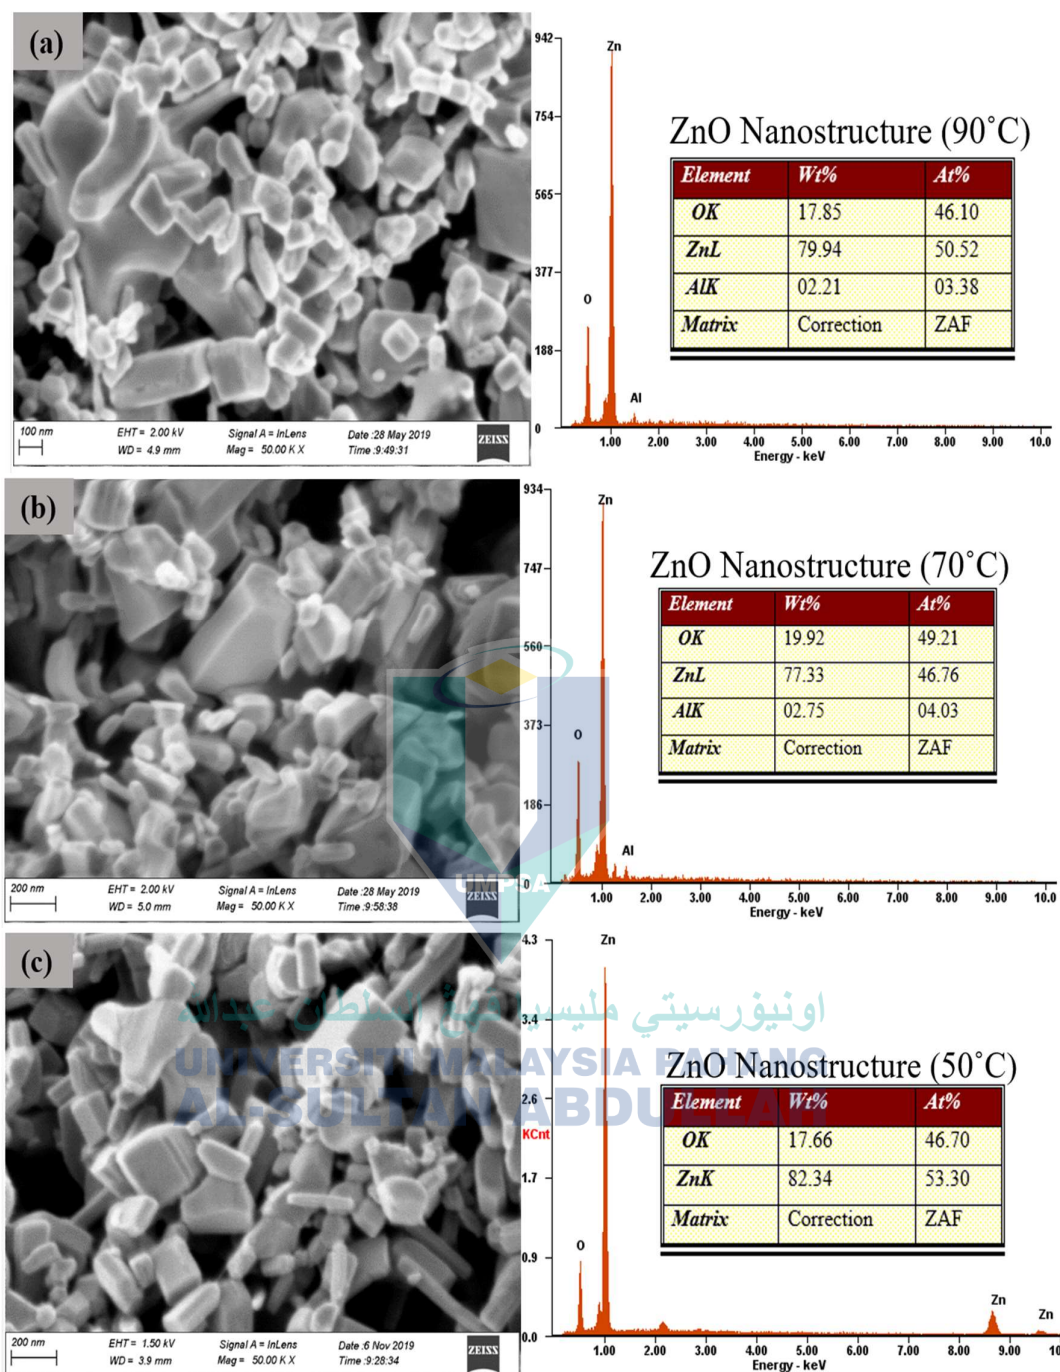 (a)
100 nm
EHT = 2.00 kV
Signal A = InLens
Date :28 May 2019
WD = 4.9 mm
Mag = 50.00 K X
Time :9:49:31
ZEISS
942
754
565
377
188
0
Zn
O
Al
1.00 2.00 3.00 4.00 5.00 6.00 7.00 8.00 9.00 10.0
Energy - keV
ZnO Nanostructure (90˚C)
Element Wt% At%
OK 17.85 46.10
ZnL 79.94 50.52
AlK 02.21 03.38
Matrix Correction ZAF
(b)
200 nm
EHT = 2.00 kV
Signal A = InLens
Date :28 May 2019
WD = 5.0 mm
Mag = 50.00 K X
Time :9:58:38
ZEISS
934
747
560
373
186
0
Zn
O
Al
1.00 2.00 3.00 4.00 5.00 6.00 7.00 8.00 9.00 10.0
Energy - keV
ZnO Nanostructure (70˚C)
Element Wt% At%
OK 19.92 49.21
ZnL 77.33 46.76
AlK 02.75 04.03
Matrix Correction ZAF
UMPSA
(c)
200 nm
EHT = 1.50 kV
Signal A = InLens
Date :6 Nov 2019
WD = 3.9 mm
Mag = 50.00 K X
Time :9:28:34
ZEISS
4.3
3.4
2.6
KCnt
1.7
0.9
0.0
Zn
O
Zn
Zn
1.00 2.00 3.00 4.00 5.00 6.00 7.00 8.00 9.00 10
Energy - keV
ZnO Nanostructure (50˚C)
Element Wt% At%
OK 17.66 46.70
ZnK 82.34 53.30
Matrix Correction ZAF
اونيۏرسيتي مليسيا ڤهڠ السلطان عبدالله
UNIVERSITI MALAYSIA PAHANG
AL-SULTAN ABDULLAH